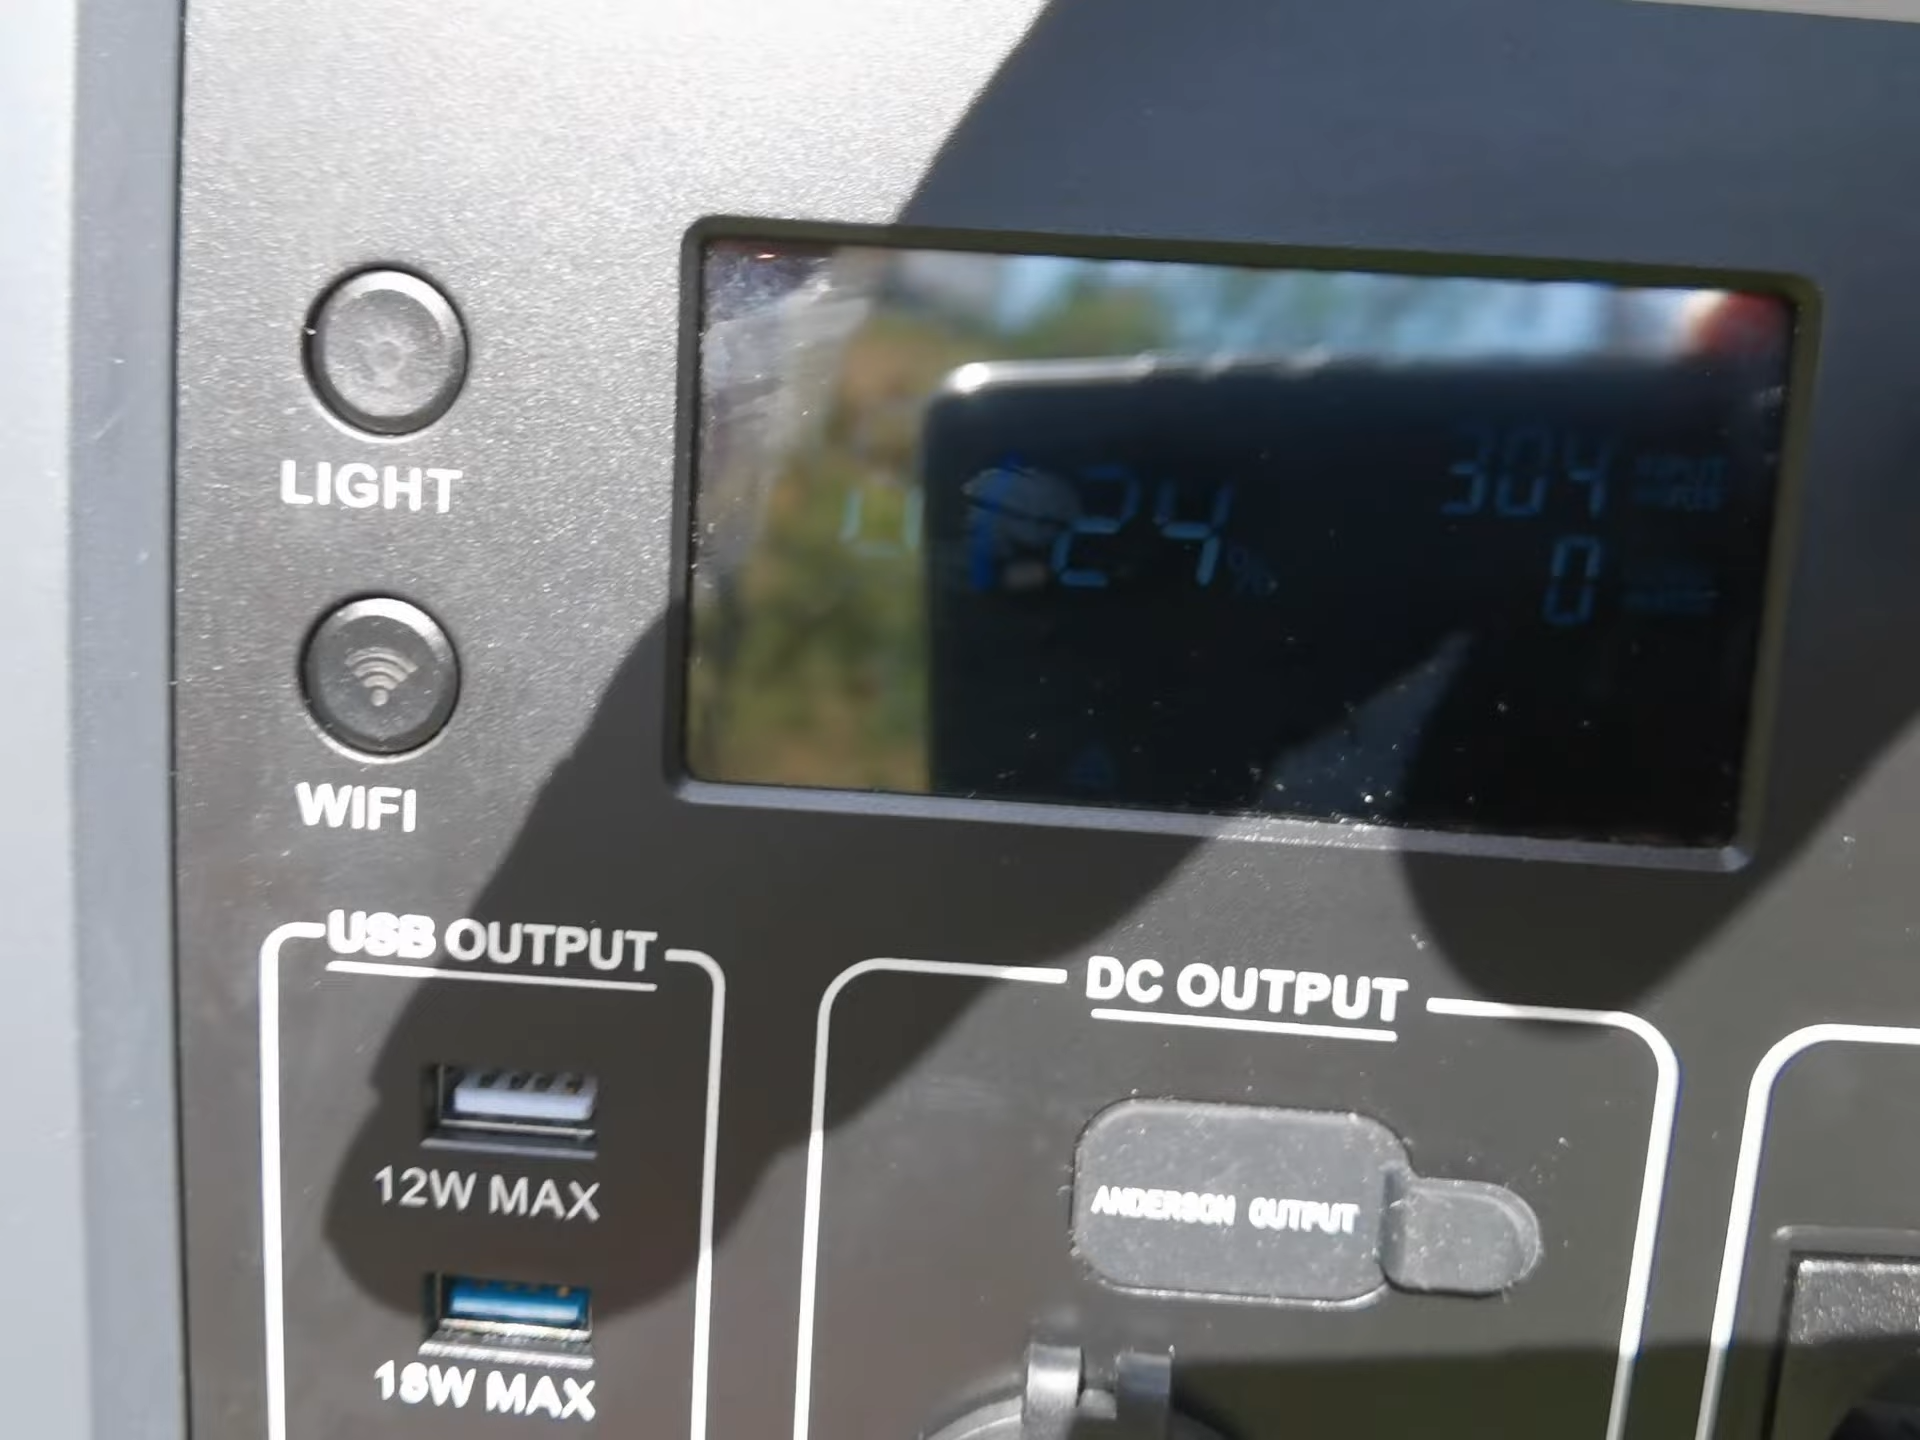 LIGHT
24%
304
0
WIFI
USB OUTPUT
12W MAX
18W MAX
DC OUTPUT
ANDERSON OUTPUT